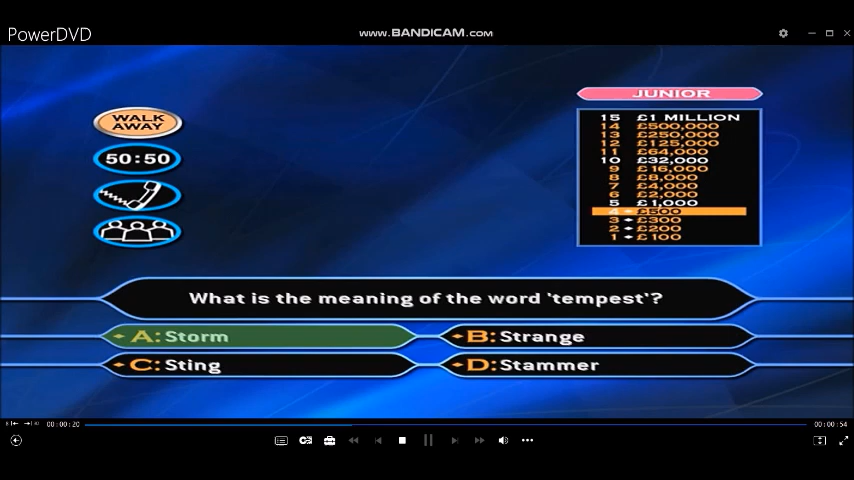 PowerDVD
www.BANDICAM.com
JUNIOR
WALK AWAY
50:50
15 £1 MILLION
14 £500,000
13 £250,000
12 £125,000
11 £64,000
10 £32,000
9 £16,000
8 £8,000
7 £4,000
6 £2,000
5 £1,000
4 £500
3 £300
2 £200
1 £100
What is the meaning of the word 'tempest'?
A: Storm
B: Strange
C: Sting
D: Stammer
00:00:20
00:00:54